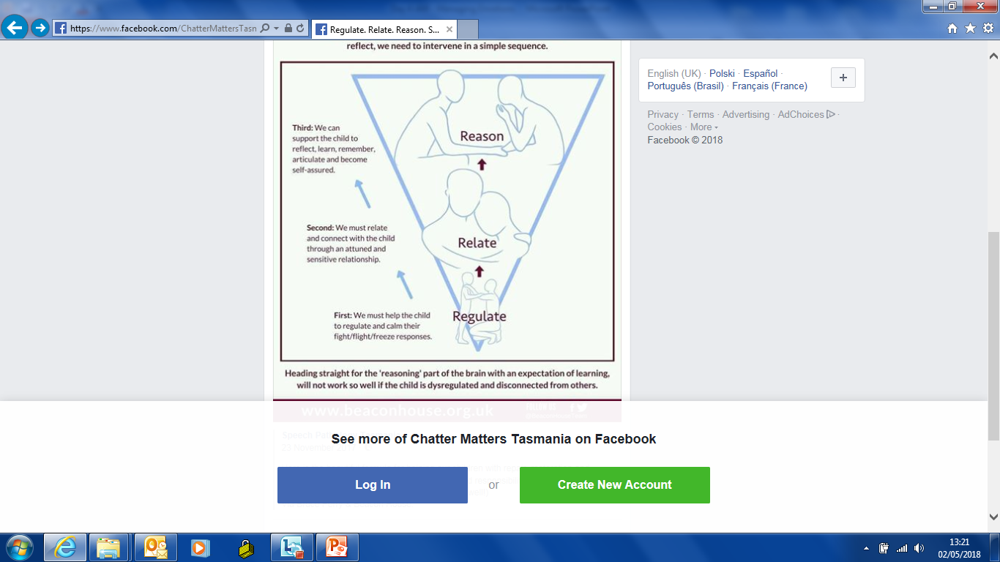 https://www.facebook.com/ChatterMattersTasn
Regulate. Relate. Reason. S...
reflect, we need to intervene in a simple sequence.
Third: We can
support the child to
reflect, learn, remember,
articulate and become
self-assured.
Reason
Second: We must relate
and connect with the child
through an attuned and
sensitive relationship.
Relate
First: We must help the child
to regulate and calm their
fight/flight/freeze responses.
Regulate
Heading straight for the 'reasoning' part of the brain with an expectation of learning,
will not work so well if the child is dysregulated and disconnected from others.
www.beaconhouse.org.uk
English (UK) · Polski · Español ·
Português (Brasil) · Français (France)
+
Privacy · Terms · Advertising · AdChoices ·
Cookies · More
Facebook © 2018
See more of Chatter Matters Tasmania on Facebook
Log In
or
Create New Account
13:21
02/05/2018